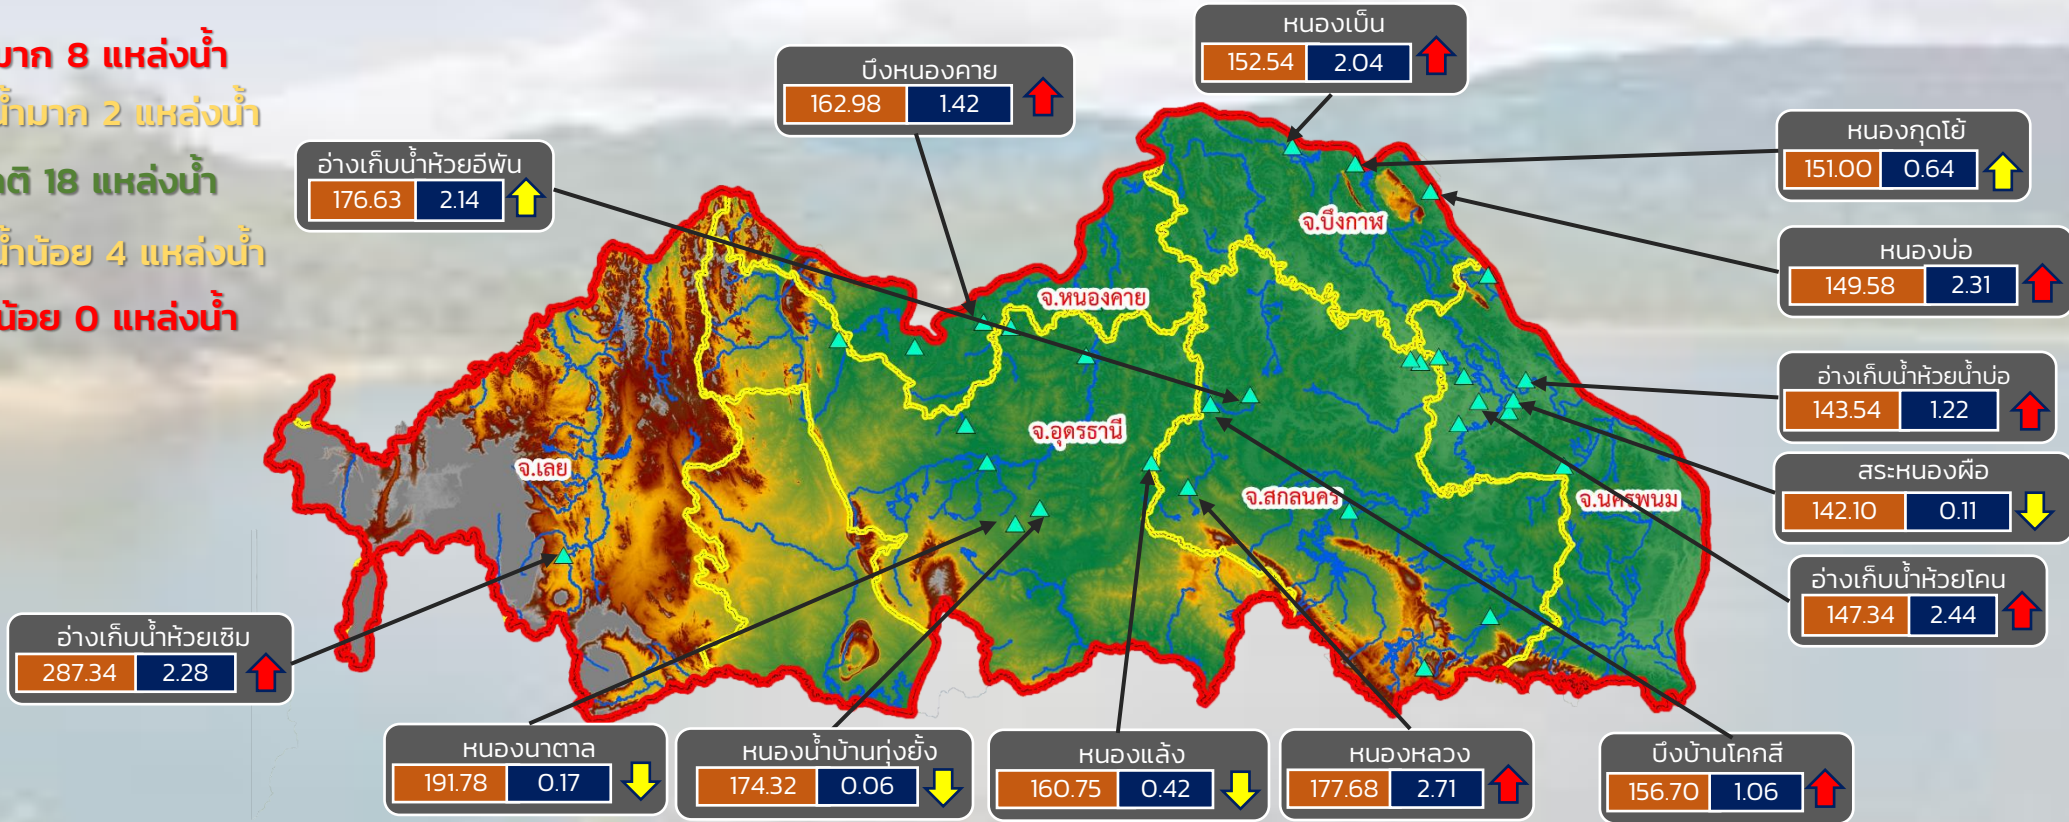 มาก 8 แหล่งน้ำ
น้ำมาก 2 แหล่งน้ำ
18 แหล่งน้ำ
น้ำน้อย 4 แหล่งน้ำ
น้อย 0 แหล่งน้ำ
หนองเบ็น
152.54 2.04
บึงหนองคาย
162.98 1.42
อ่างเก็บน้ำห้วยอีพัน
176.63 2.14
หนองกุดโย้
151.00 0.64
หนองบ่อ
149.58 2.31
อ่างเก็บน้ำห้วยน้ำบ่อ
143.54 1.22
สระหนองผือ
142.10 0.11
อ่างเก็บน้ำห้วยโคน
147.34 2.44
จ.บึงกาฬ
จ.หนองคาย
จ.อุดรธานี
จ.เลย
จ.สกลนคร
จ.นครพนม
อ่างเก็บน้ำห้วยเซิม
287.34 2.28
หนองนาตาล
191.78 0.17
หนองน้ำบ้านทุ่งยั้ง
174.32 0.06
หนองแล้ง
160.75 0.42
หนองหลวง
177.68 2.71
บึงบ้านโคกสี
156.70 1.06